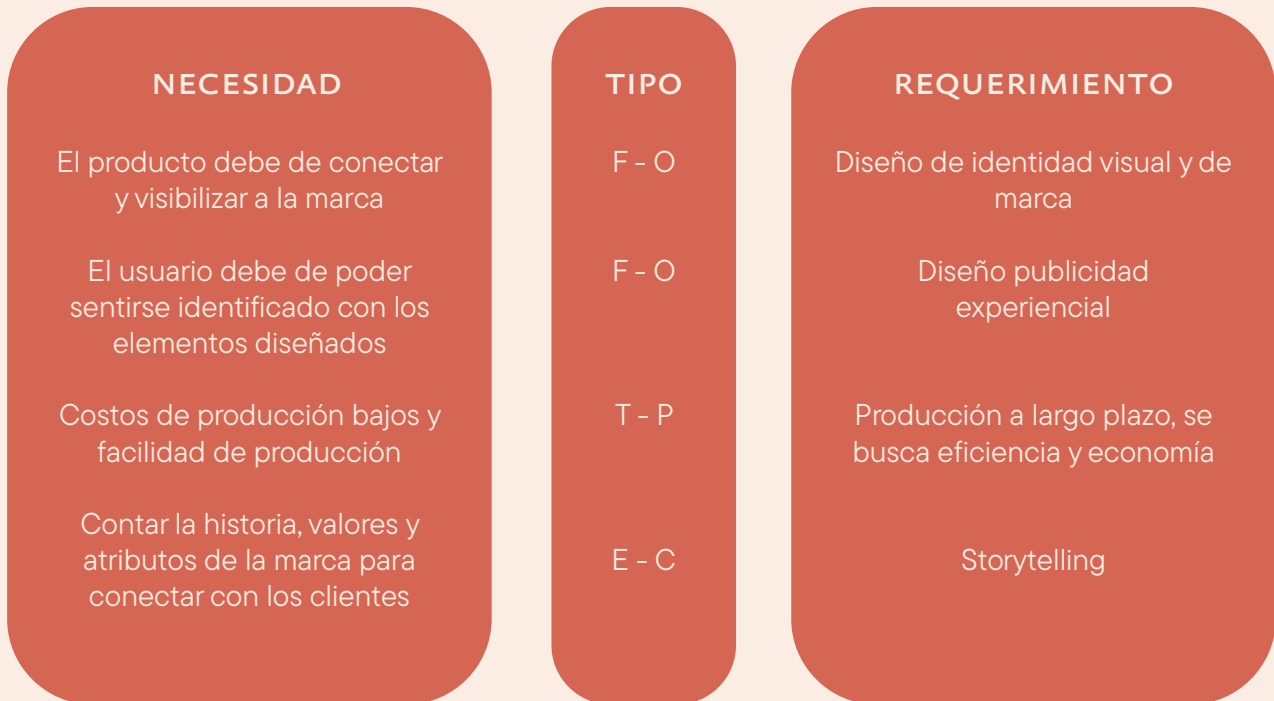 NECESIDAD
TIPO
REQUERIMIENTO
El producto debe de conectar
y visibilizar a la marca
F - O
Diseño de identidad visual y de
marca
El usuario debe de poder
sentirse identificado con los
elementos diseñados
F - O
Diseño publicidad
experiencial
Costos de producción bajos y
facilidad de producción
T - P
Producción a largo plazo, se
busca eficiencia y economía
Contar la historia, valores y
atributos de la marca para
conectar con los clientes
E - C
Storytelling